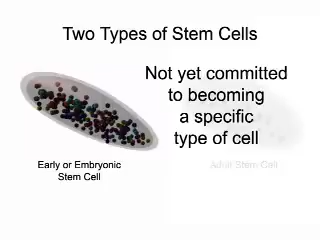 Two Types of Stem Cells
Not yet committed
to becoming
a specific
type of cell
Early or Embryonic
Stem Cell
Adult Stem Cell